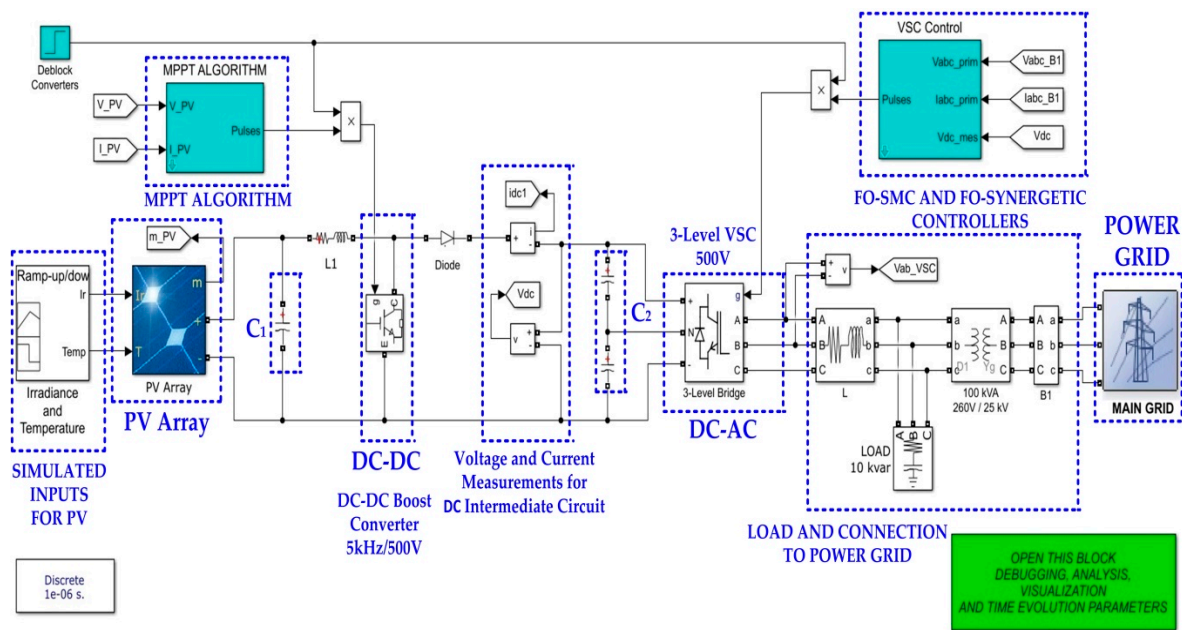 Deblock
Converters
MPPT ALGORITHM
V_PV
I_PV
V_PV
I_PV
Pulses
MPPT ALGORITHM
x
VSC Control
Vabc_prim
Iabc_prim
Vdc_mes
Pulses
Vabc_B1
Iabc_B1
Vdc
x
FO-SMC AND FO-SYNERGETIC
CONTROLLERS
Ramp-up/dow
Ir
Temp
Irradiance
and
Temperature
SIMULATED
INPUTS
FOR PV
m_PV
Ir
T
m
+
-
PV Array
PV Array
C1
L1
g
C
E
DC-DC
DC-DC Boost
Converter
5kHz/500V
Diode
idc1
+
-
i
Vdc
v
+
-
Voltage and Current
Measurements for
DC Intermediate Circuit
C2
3-Level VSC
500V
+
N
-
g
A
B
C
3-Level Bridge
DC-AC
+
-
v
Vab_VSC
A
B
C
a
b
c
L
A B C
LOAD
10 kvar
a
b
c
D1
Yg
A
B
C
100 kVA
260V / 25 kV
A
B
C
a
b
c
B1
LOAD AND CONNECTION
TO POWER GRID
POWER
GRID
MAIN GRID
Discrete
1e-06 s.
OPEN THIS BLOCK
DEBUGGING, ANALYSIS,
VISUALIZATION
AND TIME EVOLUTION PARAMETERS